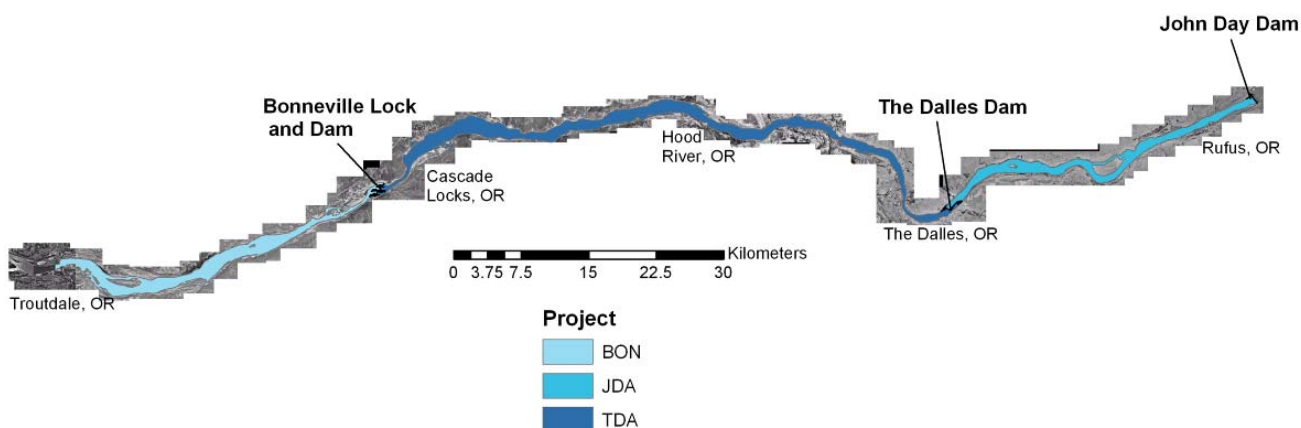 John Day Dam
Bonneville Lock
and Dam
The Dalles Dam
Hood
River, OR
Rufus, OR
Cascade
Locks, OR
The Dalles, OR
Troutdale, OR
Kilometers
0 3.75 7.5 15 22.5 30
Project
BON
JDA
TDA